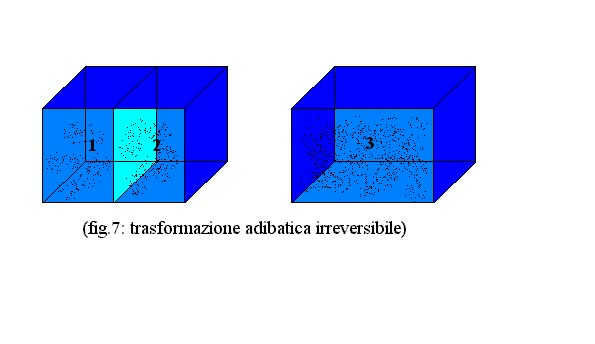 1
2
3
(fig.7: trasformazione adibatica irreversibile)